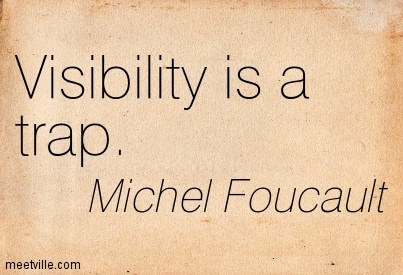 Visibility is a
trap.
Michel Foucault
meetville.com